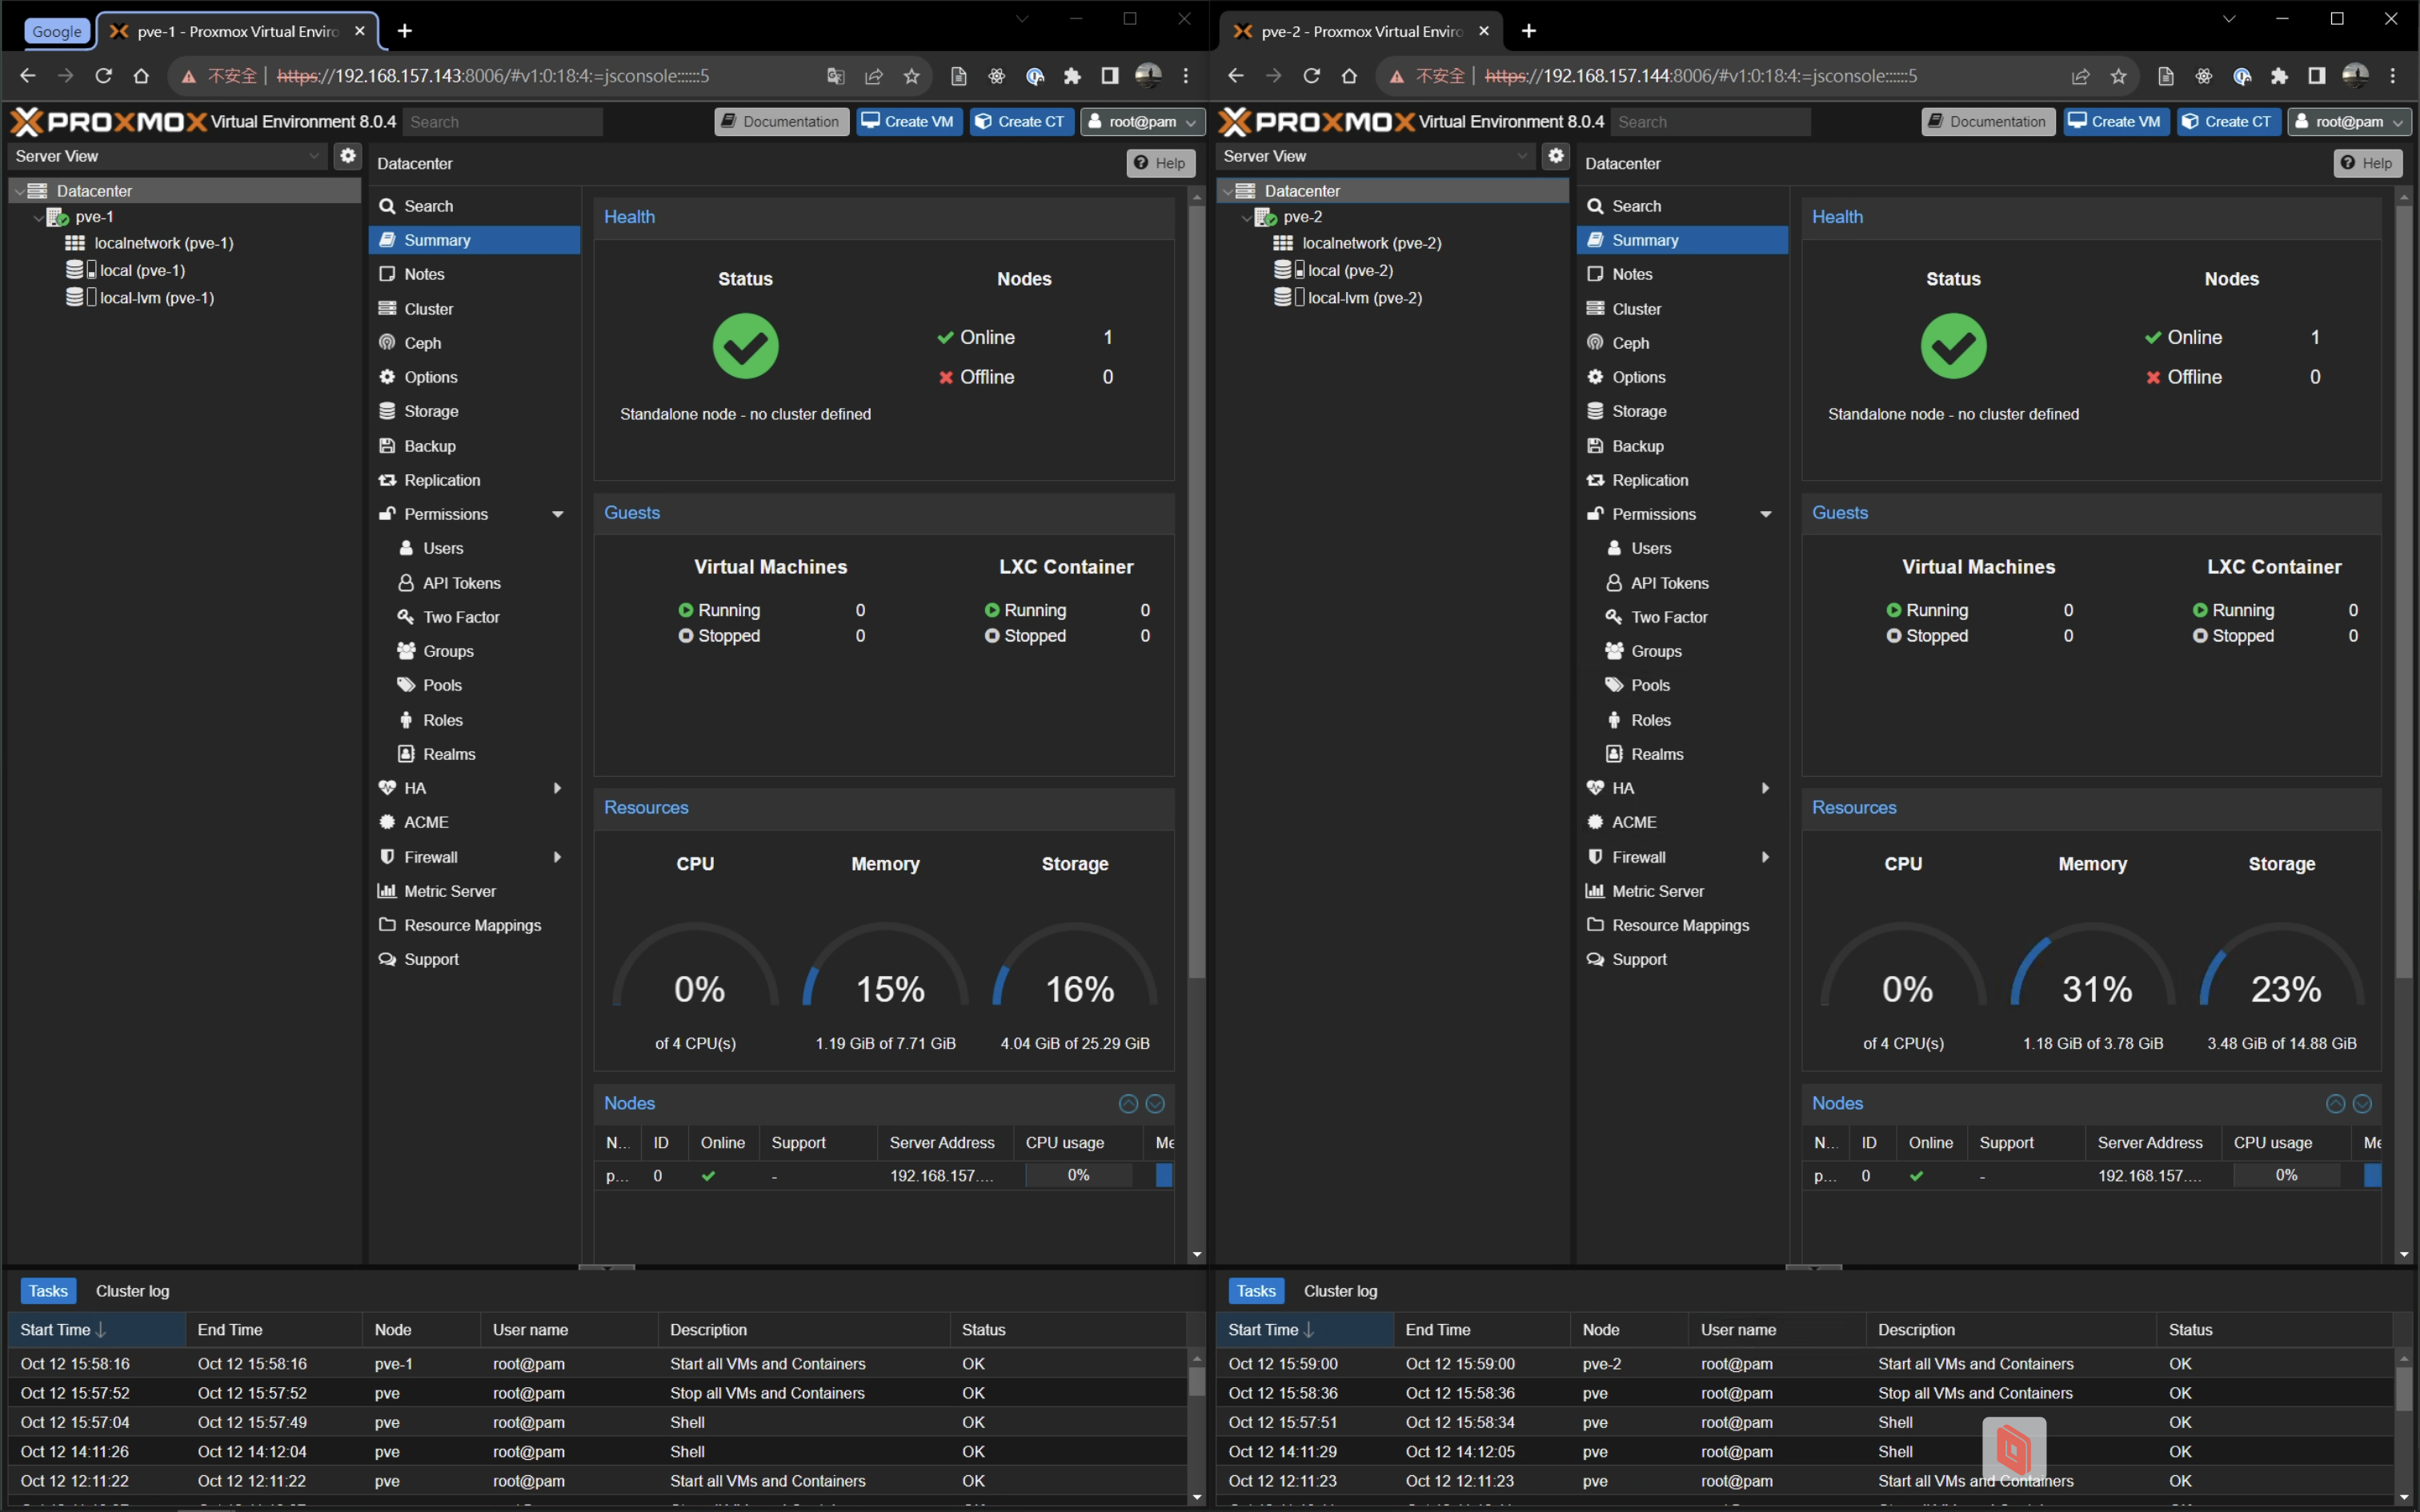 Google
pve-1 - Proxmox Virtual Enviro
不安全 | https://192.168.157.143:8006/#v1:0:18:4:=jsconsole::::::5
PROXMOX Virtual Environment 8.0.4
Search
Documentation
Create VM
Create CT
root@pam
Server View
Datacenter
pve-1
localnetwork (pve-1)
local (pve-1)
local-lvm (pve-1)
Datacenter
Help
Search
Summary
Notes
Cluster
Ceph
Options
Storage
Backup
Replication
Permissions
Users
API Tokens
Two Factor
Groups
Pools
Roles
Realms
HA
ACME
Firewall
Metric Server
Resource Mappings
Support
Health
Status
Nodes
Online 1
Offline 0
Standalone node - no cluster defined
Guests
Virtual Machines
LXC Container
Running 0
Running 0
Stopped 0
Stopped 0
Resources
CPU Memory Storage
0% 15% 16%
of 4 CPU(s) 1.19 GiB of 7.71 GiB 4.04 GiB of 25.29 GiB
Nodes
N... ID Online Support Server Address CPU usage Me
p... 0 - 192.168.157.... 0%
Tasks Cluster log
Start Time End Time Node User name Description Status
Oct 12 15:58:16 Oct 12 15:58:16 pve-1 root@pam Start all VMs and Containers OK
Oct 12 15:57:52 Oct 12 15:57:52 pve root@pam Stop all VMs and Containers OK
Oct 12 15:57:04 Oct 12 15:57:49 pve root@pam Shell OK
Oct 12 14:11:26 Oct 12 14:12:04 pve root@pam Shell OK
Oct 12 12:11:22 Oct 12 12:11:22 pve root@pam Start all VMs and Containers OK
pve-2 - Proxmox Virtual Enviro
不安全 | https://192.168.157.144:8006/#v1:0:18:4:=jsconsole::::::5
PROXMOX Virtual Environment 8.0.4
Search
Documentation
Create VM
Create CT
root@pam
Server View
Datacenter
pve-2
localnetwork (pve-2)
local (pve-2)
local-lvm (pve-2)
Datacenter
Help
Search
Summary
Notes
Cluster
Ceph
Options
Storage
Backup
Replication
Permissions
Users
API Tokens
Two Factor
Groups
Pools
Roles
Realms
HA
ACME
Firewall
Metric Server
Resource Mappings
Support
Health
Status
Nodes
Online 1
Offline 0
Standalone node - no cluster defined
Guests
Virtual Machines
LXC Container
Running 0
Running 0
Stopped 0
Stopped 0
Resources
CPU Memory Storage
0% 31% 23%
of 4 CPU(s) 1.18 GiB of 3.78 GiB 3.48 GiB of 14.88 GiB
Nodes
N... ID Online Support Server Address CPU usage Me
p... 0 - 192.168.157.... 0%
Tasks Cluster log
Start Time End Time Node User name Description Status
Oct 12 15:59:00 Oct 12 15:59:00 pve-2 root@pam Start all VMs and Containers OK
Oct 12 15:58:36 Oct 12 15:58:36 pve root@pam Stop all VMs and Containers OK
Oct 12 15:57:51 Oct 12 15:58:34 pve root@pam Shell OK
Oct 12 14:11:29 Oct 12 14:12:05 pve root@pam Shell OK
Oct 12 12:11:23 Oct 12 12:11:23 pve root@pam Start all VMs and Containers OK